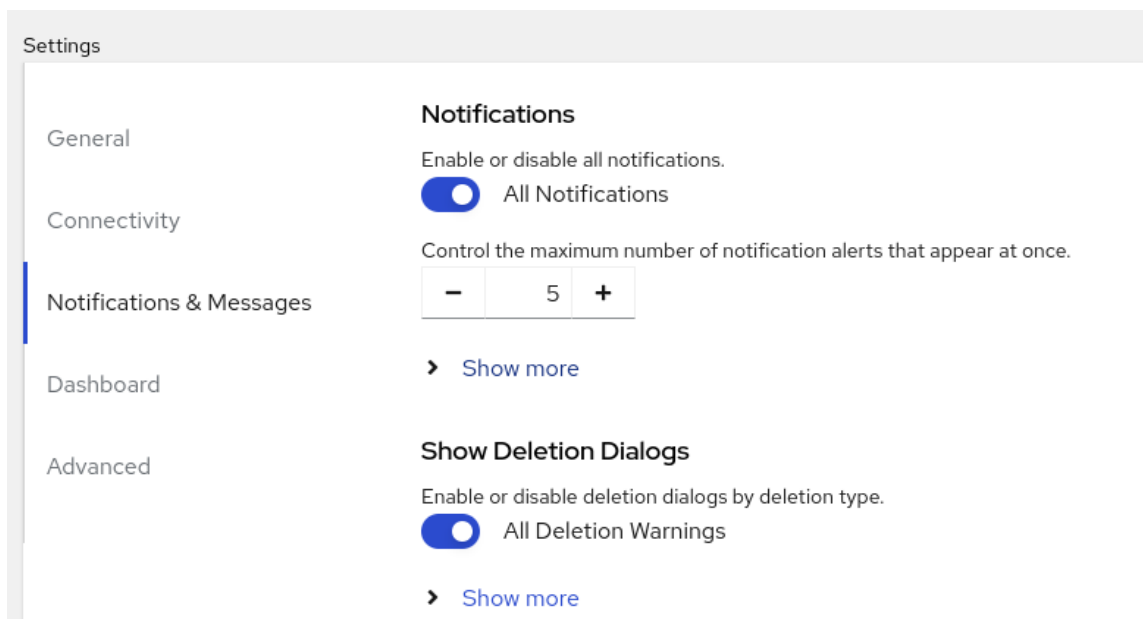 Settings
General
Connectivity
Notifications & Messages
Dashboard
Advanced
Notifications
Enable or disable all notifications.
All Notifications
Control the maximum number of notification alerts that appear at once.
− 5 +
Show more
Show Deletion Dialogs
Enable or disable deletion dialogs by deletion type.
All Deletion Warnings
Show more